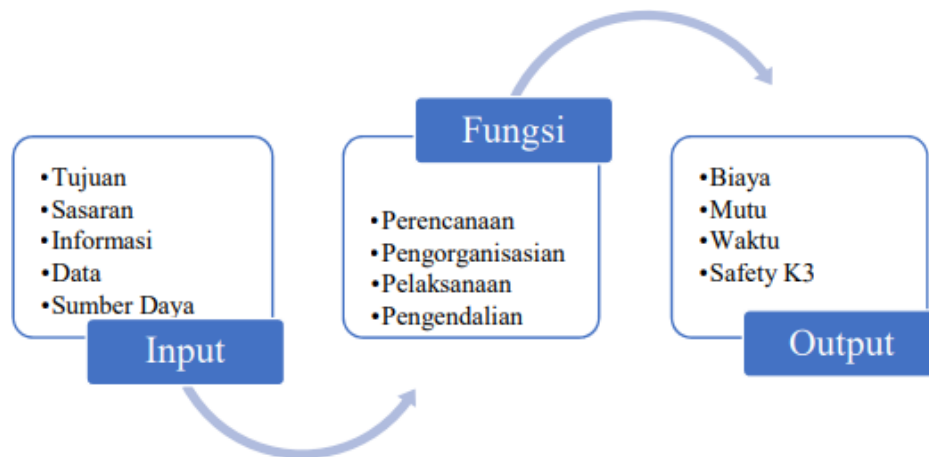 •Tujuan
•Sasaran
•Informasi
•Data
•Sumber Daya
Input
Fungsi
•Perencanaan
•Pengorganisasian
•Pelaksanaan
•Pengendalian
•Biaya
•Mutu
•Waktu
•Safety K3
Output